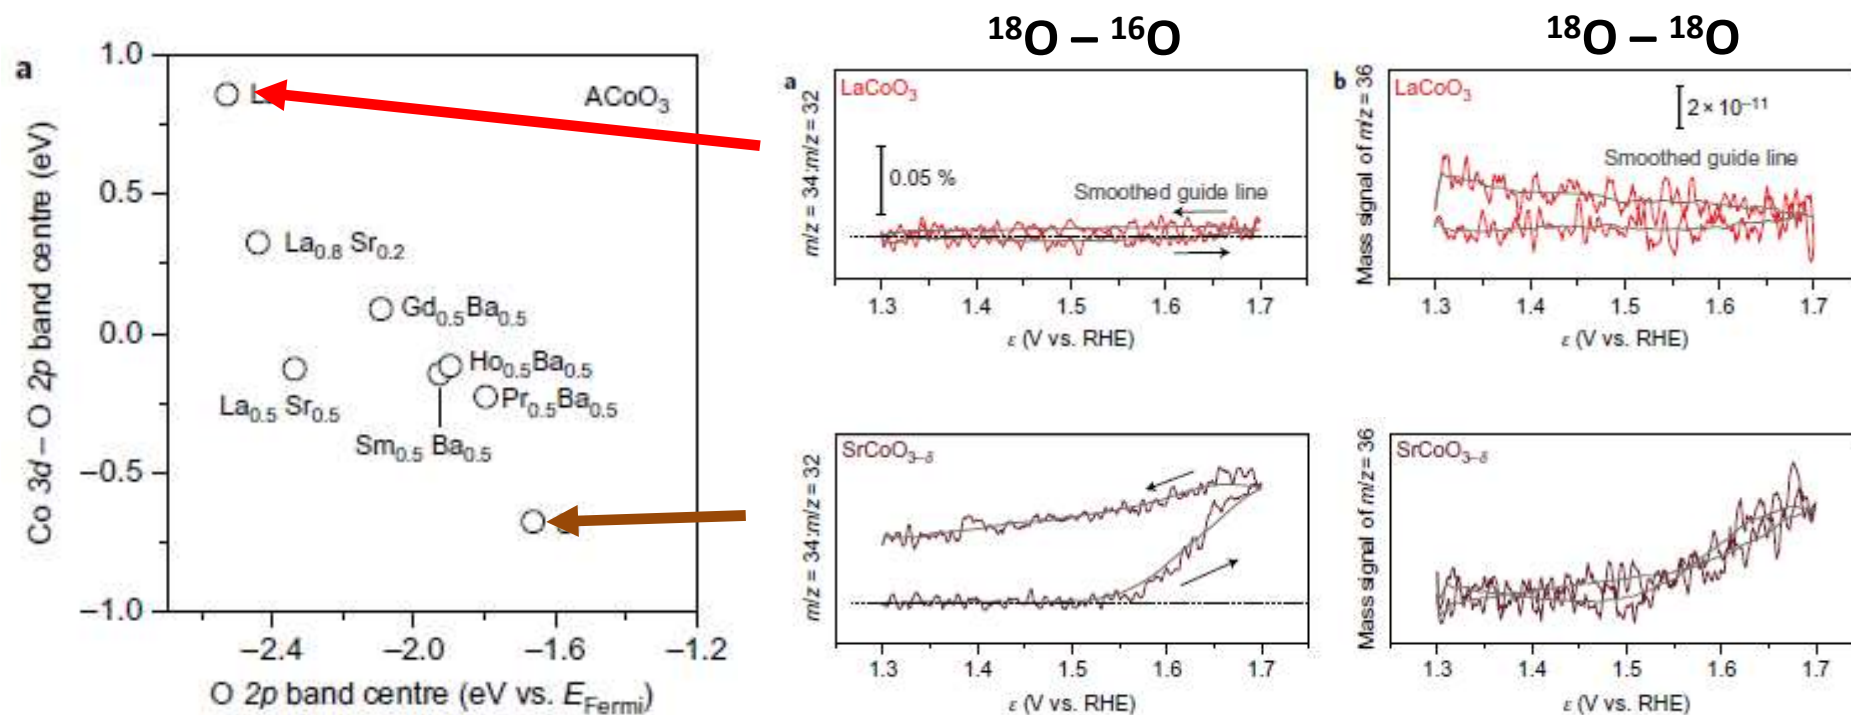 ¹⁸O – ¹⁶O
¹⁸O – ¹⁸O
a
ACoO₃
L
La₀.₈ Sr₀.₂
Gd₀.₅Ba₀.₅
Ho₀.₅Ba₀.₅
La₀.₅ Sr₀.₅
Pr₀.₅Ba₀.₅
Sm₀.₅ Ba₀.₅
1.0
0.5
0.0
–0.5
–1.0
–2.4 –2.0 –1.6 –1.2
Co 3d – O 2p band centre (eV)
O 2p band centre (eV vs. E_Fermi)
a
LaCoO₃
0.05 %
Smoothed guide line
m/z = 34:m/z = 32
1.3 1.4 1.5 1.6 1.7
ε (V vs. RHE)
b
LaCoO₃
2 × 10⁻¹¹
Smoothed guide line
Mass signal of m/z = 36
1.3 1.4 1.5 1.6 1.7
ε (V vs. RHE)
SrCoO₃₋δ
m/z = 34:m/z = 32
1.3 1.4 1.5 1.6 1.7
ε (V vs. RHE)
SrCoO₃₋δ
Mass signal of m/z = 36
1.3 1.4 1.5 1.6 1.7
ε (V vs. RHE)